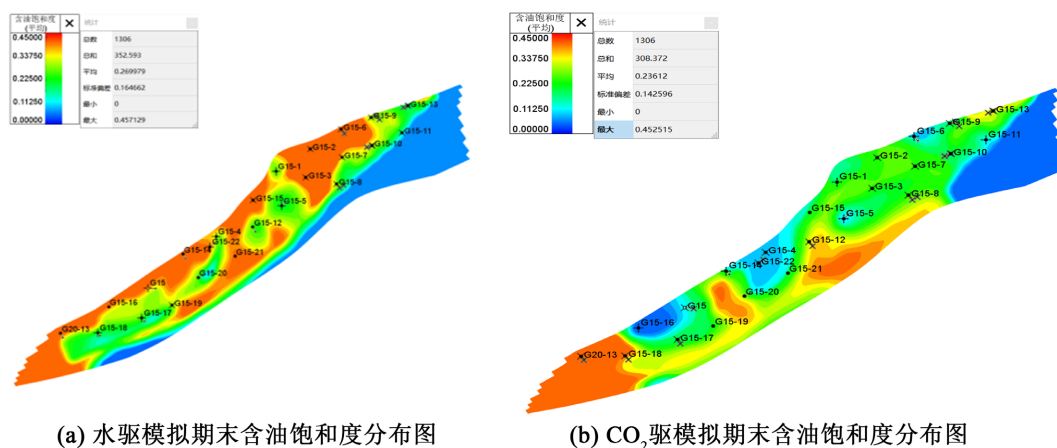 含油饱和度
(平均)
0.45000
0.33750
0.22500
0.11250
0.00000
统计
总数 1306
总和 352.593
平均 0.269979
标准偏差 0.164662
最小 0
最大 0.457129
G15-13
G15-9
G15-6
G15-11
G15-2
G15-10
G15-7
G15-1
G15-3
G15-8
G15-15
G15-5
G15-12
G15-4
G15-22
G15-14
G15-21
G15-20
G15
G15-16
G15-19
G15-17
G20-13
G15-18
(a) 水驱模拟期末含油饱和度分布图
含油饱和度
(平均)
0.45000
0.33750
0.22500
0.11250
0.00000
统计
总数 1306
总和 308.372
平均 0.23612
标准偏差 0.142596
最小 0
最大 0.452515
G15-13
G15-9
G15-6
G15-11
G15-2
G15-10
G15-7
G15-1
G15-3
G15-8
G15-15
G15-5
G15-12
G15-4
G15-22
G15-14
G15-21
G15-20
G15
G15-16
G15-19
G15-17
G20-13
G15-18
(b) CO₂驱模拟期末含油饱和度分布图